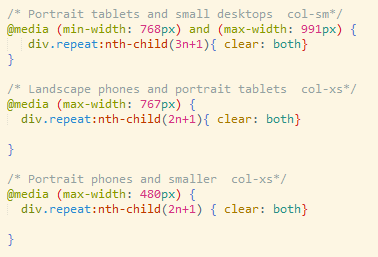 /* Portrait tablets and small desktops  col-sm*/
@media (min-width: 768px) and (max-width: 991px) {
   div.repeat:nth-child(3n+1){ clear: both}
}
/* Landscape phones and portrait tablets  col-xs*/
@media (max-width: 767px) {
  div.repeat:nth-child(2n+1){ clear: both}
}
/* Portrait phones and smaller  col-xs*/
@media (max-width: 480px) {
  div.repeat:nth-child(2n+1) { clear: both}
}